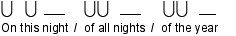 On this night / of all nights / of the year